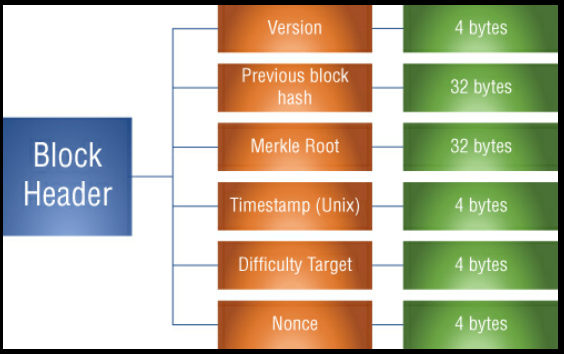 Block
Header
Version
4 bytes
Previous block
hash
32 bytes
Merkle Root
32 bytes
Timestamp (Unix)
4 bytes
Difficulty Target
4 bytes
Nonce
4 bytes